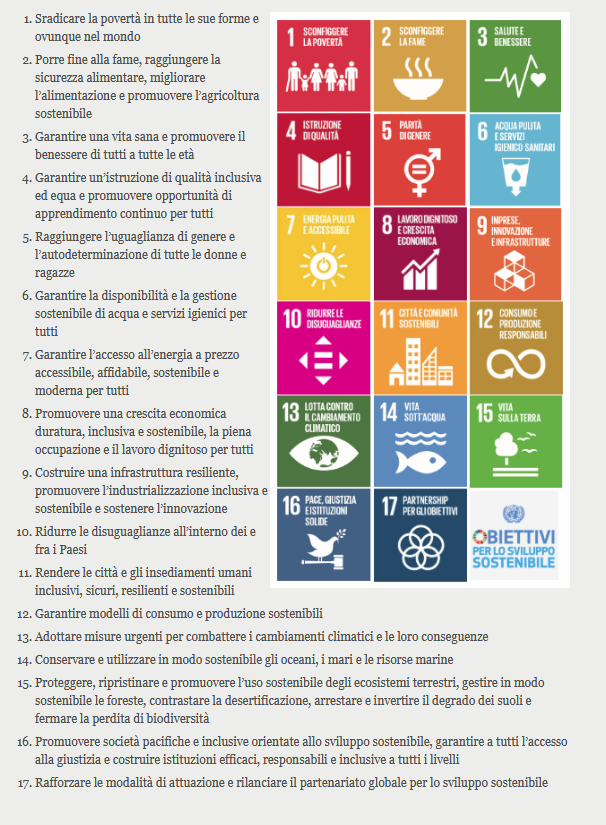 1. Sradicare la povertà in tutte le sue forme e
ovunque nel mondo
2. Porre fine alla fame, raggiungere la
sicurezza alimentare, migliorare
l'alimentazione e promuovere l'agricoltura
sostenibile
3. Garantire una vita sana e promuovere il
benessere di tutti a tutte le età
4. Garantire un'istruzione di qualità inclusiva
ed equa e promuovere opportunità di
apprendimento continuo per tutti
5. Raggiungere l'uguaglianza di genere e
l'autodeterminazione di tutte le donne e
ragazze
6. Garantire la disponibilità e la gestione
sostenibile di acqua e servizi igienici per
tutti
7. Garantire l'accesso all'energia a prezzo
accessibile, affidabile, sostenibile e
moderna per tutti
8. Promuovere una crescita economica
duratura, inclusiva e sostenibile, la piena
occupazione e il lavoro dignitoso per tutti
9. Costruire una infrastruttura resiliente,
promuovere l'industrializzazione inclusiva e
sostenibile e sostenere l'innovazione
10. Ridurre le disuguaglianze all'interno dei e
fra i Paesi
11. Rendere le città e gli insediamenti umani
inclusivi, sicuri, resilienti e sostenibili
12. Garantire modelli di consumo e produzione sostenibili
13. Adottare misure urgenti per combattere i cambiamenti climatici e le loro conseguenze
14. Conservare e utilizzare in modo sostenibile gli oceani, i mari e le risorse marine
15. Proteggere, ripristinare e promuovere l'uso sostenibile degli ecosistemi terrestri, gestire in modo
sostenibile le foreste, contrastare la desertificazione, arrestare e invertire il degrado dei suoli e
fermare la perdita di biodiversità
16. Promuovere società pacifiche e inclusive orientate allo sviluppo sostenibile, garantire a tutti l'accesso
alla giustizia e costruire istituzioni efficaci, responsabili e inclusive a tutti i livelli
17. Rafforzare le modalità di attuazione e rilanciare il partenariato globale per lo sviluppo sostenibile
1 SCONFIGGERE
LA POVERTÀ
2 SCONFIGGERE
LA FAME
3 SALUTE E
BENESSERE
4 ISTRUZIONE
DI QUALITÀ
5 PARITÀ
DI GENERE
6 ACQUA PULITA
E SERVIZI
IGIENICO-SANITARI
7 ENERGIA PULITA
E ACCESSIBILE
8 LAVORO DIGNITOSO
E CRESCITA
ECONOMICA
9 IMPRESE,
INNOVAZIONE
E INFRASTRUTTURE
10 RIDURRE LE
DISUGUAGLIANZE
11 CITTÀ E COMUNITÀ
SOSTENIBILI
12 CONSUMO E
PRODUZIONE
RESPONSABILI
13 LOTTA CONTRO
IL CAMBIAMENTO
CLIMATICO
14 VITA
SOTT'ACQUA
15 VITA
SULLA TERRA
16 PACE, GIUSTIZIA
E ISTITUZIONI
SOLIDE
17 PARTNERSHIP
PER GLI OBIETTIVI
OBIETTIVI
PER LO SVILUPPO
SOSTENIBILE